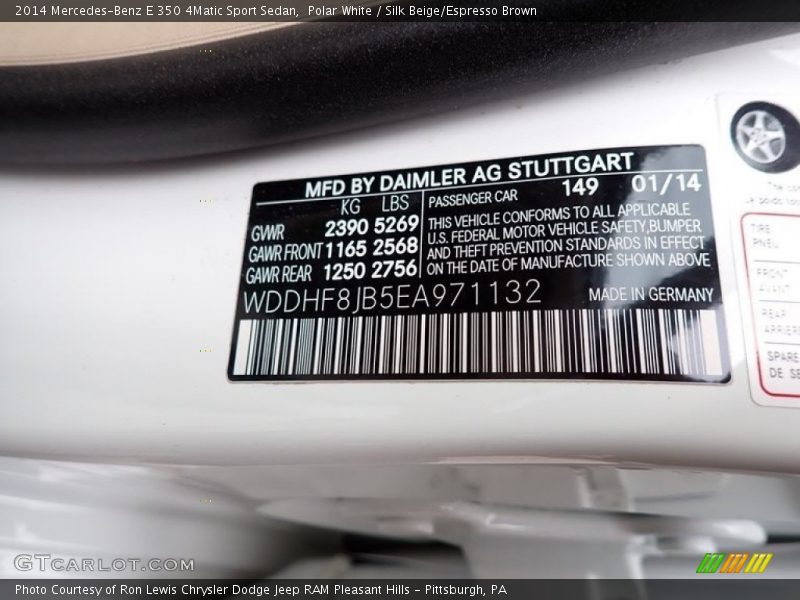 2014 Mercedes-Benz E 350 4Matic Sport Sedan, Polar White / Silk Beige/Espresso Brown
MFD BY DAIMLER AG STUTTGART
KG LBS PASSENGER CAR 149 01/14
GWR 2390 5269
GAWR FRONT 1165 2568
GAWR REAR 1250 2756
THIS VEHICLE CONFORMS TO ALL APPLICABLE
U.S. FEDERAL MOTOR VEHICLE SAFETY,BUMPER
AND THEFT PREVENTION STANDARDS IN EFFECT
ON THE DATE OF MANUFACTURE SHOWN ABOVE
WDDHF8JB5EA971132 MADE IN GERMANY
TIRE
PNEU
FRONT
AVANT
REAR
ARRIERE
SPARE
DE
GTCARLOT.COM
Photo Courtesy of Ron Lewis Chrysler Dodge Jeep RAM Pleasant Hills - Pittsburgh, PA